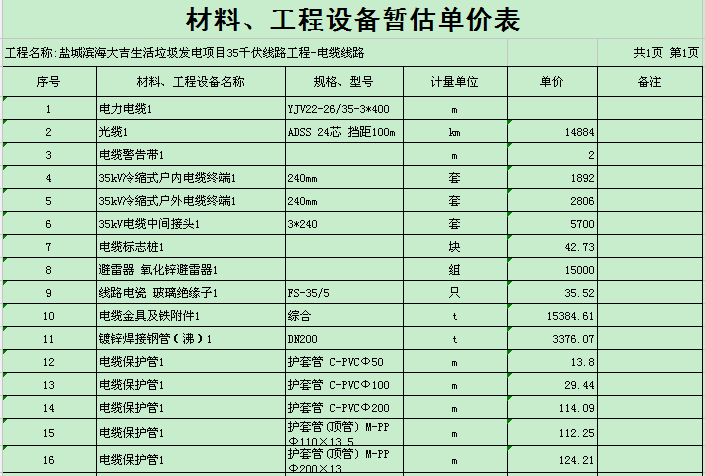 材料、工程设备暂估单价表
工程名称:盐城滨海大吉生活垃圾发电项目35千伏线路工程-电缆线路 共1页 第1页
序号 材料、工程设备名称 规格、型号 计量单位 单价 备注
1 电力电缆1 YJV22-26/35-3*400 m
2 光缆1 ADSS 24芯 挡距100m km 14884
3 电缆警告带1 m 2
4 35kV冷缩式户内电缆终端1 240mm 套 1892
5 35kV冷缩式户外电缆终端1 240mm 套 2806
6 35kV电缆中间接头1 3*240 套 5700
7 电缆标志桩1 块 42.73
8 避雷器 氧化锌避雷器1 组 15000
9 线路电瓷 玻璃绝缘子1 FS-35/5 只 35.52
10 电缆金具及铁附件1 综合 t 15384.61
11 镀锌焊接钢管(沸)1 DN200 t 3376.07
12 电缆保护管1 护套管 C-PVCΦ50 m 13.8
13 电缆保护管1 护套管 C-PVCΦ100 m 29.44
14 电缆保护管1 护套管 C-PVCΦ200 m 114.09
15 电缆保护管1 护套管(顶管) M-PP m 112.25
Φ110×13.5
16 电缆保护管1 护套管(顶管) M-PP m 124.21
Φ200×13